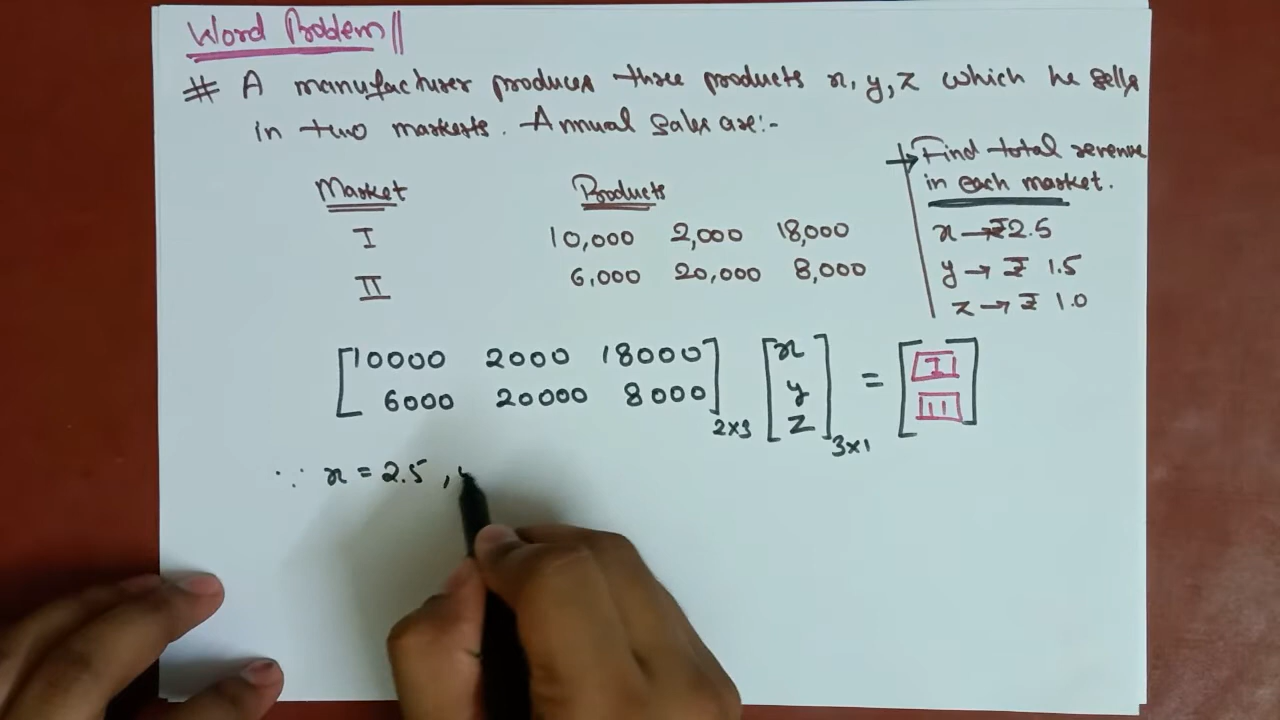 Word Problem ||
# A manufacturer produces three products x, y, z which he sells
in two markets. Annual Sales are:-
→ Find total revenue
in each market.
Market Products
I 10,000 2,000 18,000
II 6,000 20,000 8,000
x → ₹ 2.5
y → ₹ 1.5
z → ₹ 1.0
[10000 2000 18000] [x] = [I]
[6000 20000 8000] [y] [II]
2×3 [z] 3×1
∵ x = 2.5 ,